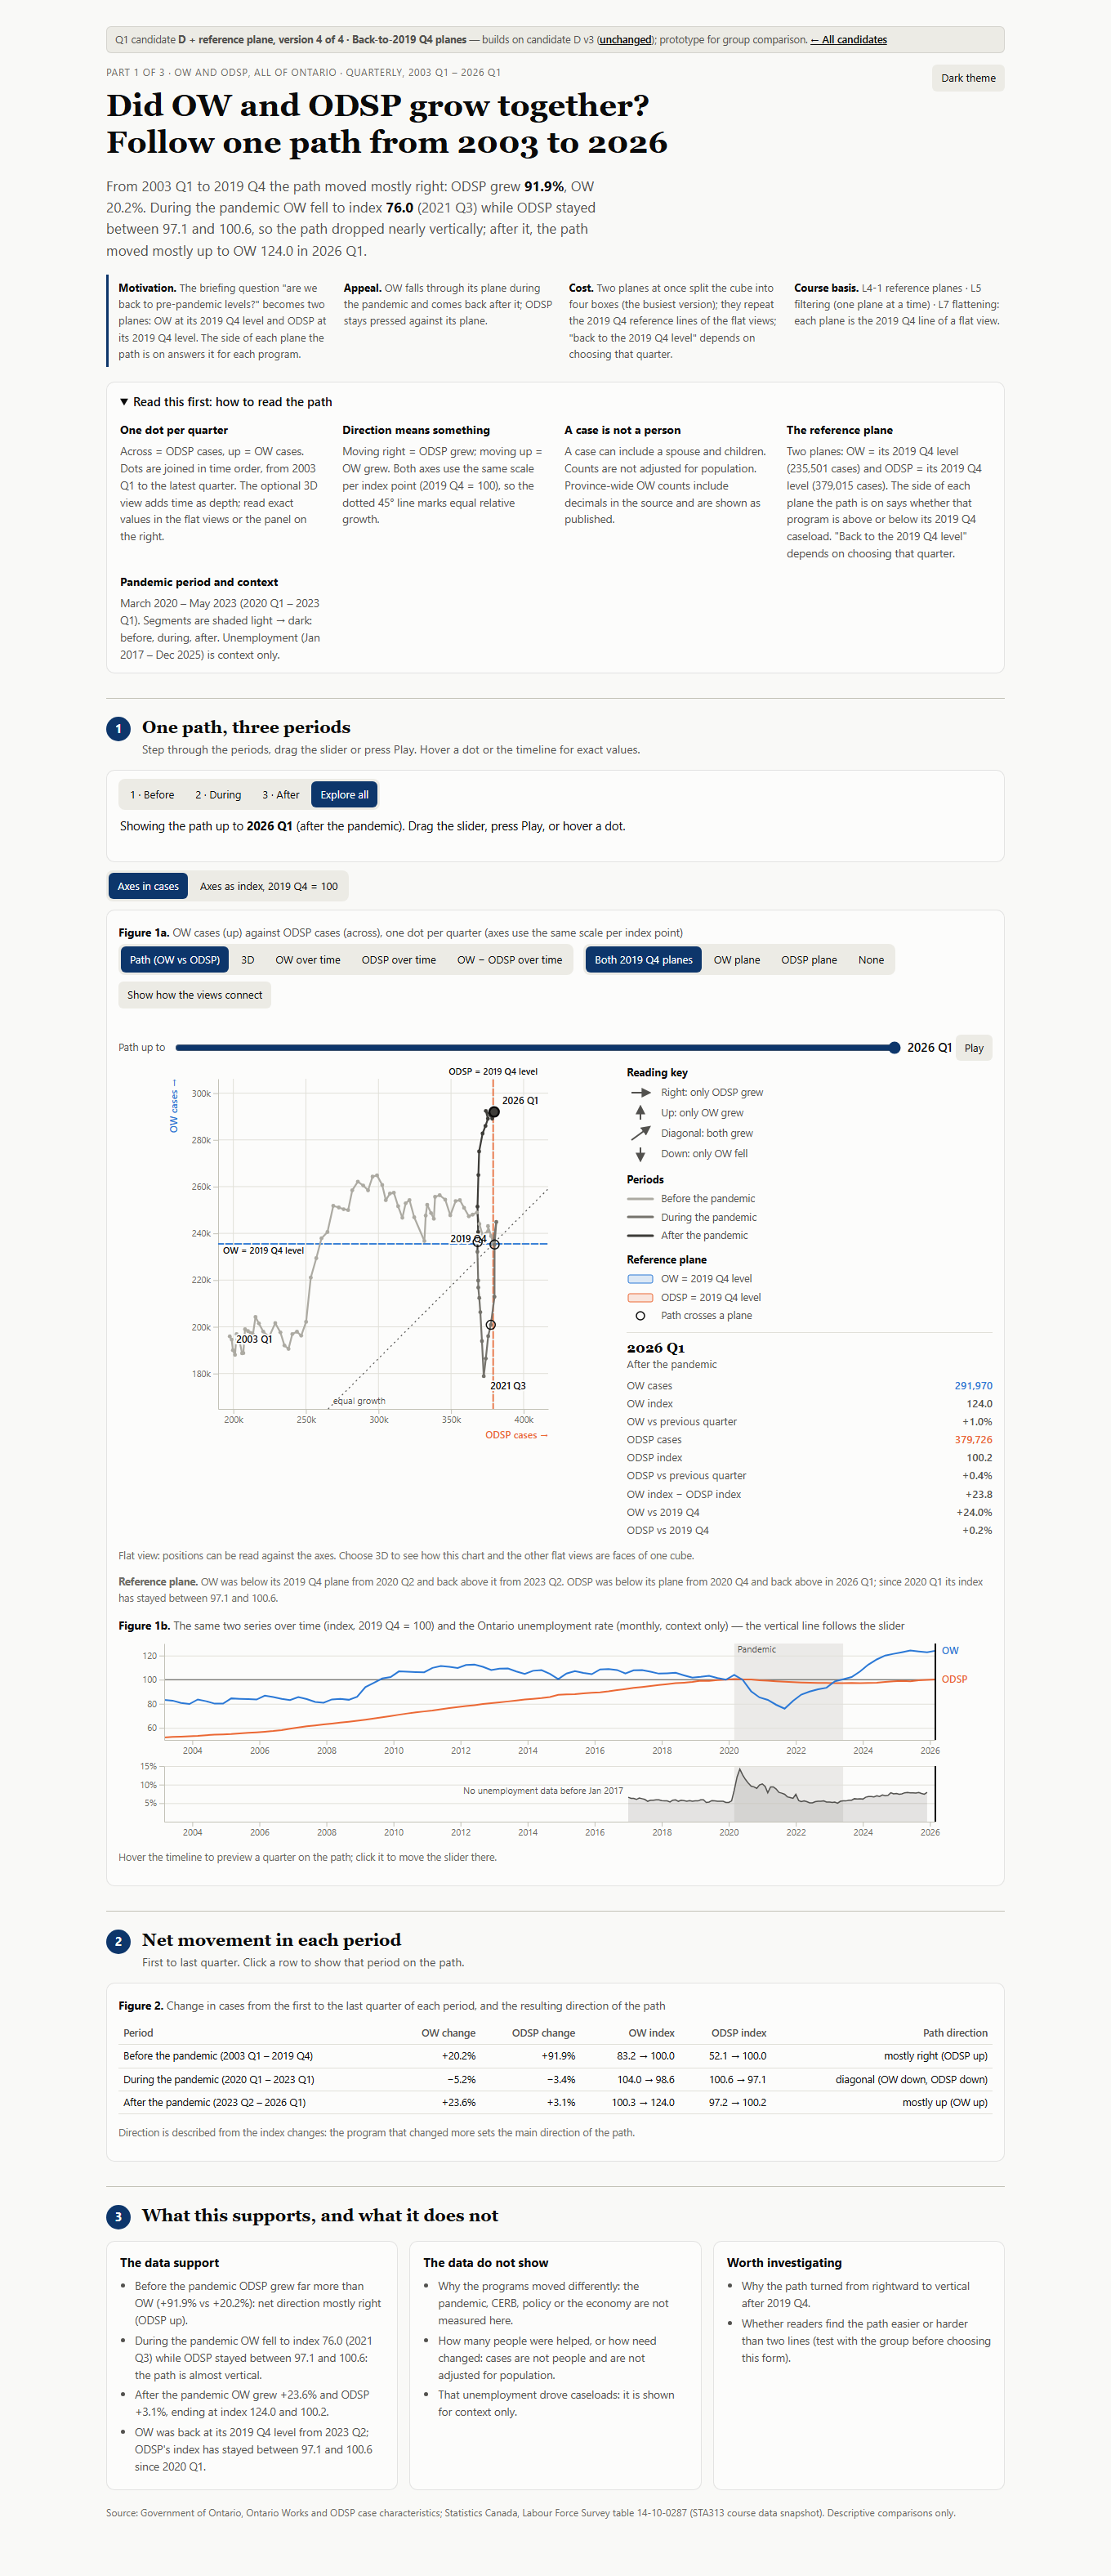 Q1 candidate D + reference plane, version 4 of 4 · Back-to-2019 Q4 planes — builds on candidate D v3 (unchanged); prototype for group comparison. ← All candidates
PART 1 OF 3 · OW AND ODSP, ALL OF ONTARIO · QUARTERLY, 2003 Q1 – 2026 Q1
Dark theme
Did OW and ODSP grow together?
Follow one path from 2003 to 2026
From 2003 Q1 to 2019 Q4 the path moved mostly right: ODSP grew 91.9%, OW
20.2%. During the pandemic OW fell to index 76.0 (2021 Q3) while ODSP stayed
between 97.1 and 100.6, so the path dropped nearly vertically; after it, the path
moved mostly up to OW 124.0 in 2026 Q1.
Motivation. The briefing question "are we
back to pre-pandemic levels?" becomes two
planes: OW at its 2019 Q4 level and ODSP at
its 2019 Q4 level. The side of each plane the
path is on answers it for each program.
Appeal. OW falls through its plane during
the pandemic and comes back after it; ODSP
stays pressed against its plane.
Cost. Two planes at once split the cube into
four boxes (the busiest version); they repeat
the 2019 Q4 reference lines of the flat views;
"back to the 2019 Q4 level" depends on
choosing that quarter.
Course basis. L4-1 reference planes · L5
filtering (one plane at a time) · L7 flattening:
each plane is the 2019 Q4 line of a flat view.
▼ Read this first: how to read the path
One dot per quarter
Across = ODSP cases, up = OW cases.
Dots are joined in time order, from 2003
Q1 to the latest quarter. The optional 3D
view adds time as depth; read exact
values in the flat views or the panel on
the right.
Direction means something
Moving right = ODSP grew; moving up =
OW grew. Both axes use the same scale
per index point (2019 Q4 = 100), so the
dotted 45° line marks equal relative
growth.
A case is not a person
A case can include a spouse and children.
Counts are not adjusted for population.
Province-wide OW counts include
decimals in the source and are shown as
published.
The reference plane
Two planes: OW = its 2019 Q4 level
(235,501 cases) and ODSP = its 2019 Q4
level (379,015 cases). The side of each
plane the path is on says whether that
program is above or below its 2019 Q4
caseload. "Back to the 2019 Q4 level"
depends on choosing that quarter.
Pandemic period and context
March 2020 – May 2023 (2020 Q1 – 2023
Q1). Segments are shaded light → dark:
before, during, after. Unemployment (Jan
2017 – Dec 2025) is context only.
1 One path, three periods
Step through the periods, drag the slider or press Play. Hover a dot or the timeline for exact values.
1 · Before 2 · During 3 · After Explore all
Showing the path up to 2026 Q1 (after the pandemic). Drag the slider, press Play, or hover a dot.
Axes in cases Axes as index, 2019 Q4 = 100
Figure 1a. OW cases (up) against ODSP cases (across), one dot per quarter (axes use the same scale per index point)
Path (OW vs ODSP) 3D OW over time ODSP over time OW − ODSP over time Both 2019 Q4 planes OW plane ODSP plane None
Show how the views connect
Path up to 2026 Q1 Play
ODSP = 2019 Q4 level
OW cases →
300k
280k
260k
240k
220k
200k
180k
2026 Q1
2019 Q4
OW = 2019 Q4 level
2003 Q1
2021 Q3
equal growth
200k 250k 300k 350k 400k
ODSP cases →
Reading key
Right: only ODSP grew
Up: only OW grew
Diagonal: both grew
Down: only OW fell
Periods
Before the pandemic
During the pandemic
After the pandemic
Reference plane
OW = 2019 Q4 level
ODSP = 2019 Q4 level
Path crosses a plane
2026 Q1
After the pandemic
OW cases 291,970
OW index 124.0
OW vs previous quarter +1.0%
ODSP cases 379,726
ODSP index 100.2
ODSP vs previous quarter +0.4%
OW index − ODSP index +23.8
OW vs 2019 Q4 +24.0%
ODSP vs 2019 Q4 +0.2%
Flat view: positions can be read against the axes. Choose 3D to see how this chart and the other flat views are faces of one cube.
Reference plane. OW was below its 2019 Q4 plane from 2020 Q2 and back above it from 2023 Q2. ODSP was below its plane from 2020 Q4 and back above in 2026 Q1; since 2020 Q1 its index
has stayed between 97.1 and 100.6.
Figure 1b. The same two series over time (index, 2019 Q4 = 100) and the Ontario unemployment rate (monthly, context only) — the vertical line follows the slider
120
100
80
60
Pandemic
OW
ODSP
2004 2006 2008 2010 2012 2014 2016 2018 2020 2022 2024 2026
15%
10%
5%
No unemployment data before Jan 2017
2004 2006 2008 2010 2012 2014 2016 2018 2020 2022 2024 2026
Hover the timeline to preview a quarter on the path; click it to move the slider there.
2 Net movement in each period
First to last quarter. Click a row to show that period on the path.
Figure 2. Change in cases from the first to the last quarter of each period, and the resulting direction of the path
Period OW change ODSP change OW index ODSP index Path direction
Before the pandemic (2003 Q1 – 2019 Q4) +20.2% +91.9% 83.2 → 100.0 52.1 → 100.0 mostly right (ODSP up)
During the pandemic (2020 Q1 – 2023 Q1) −5.2% −3.4% 104.0 → 98.6 100.6 → 97.1 diagonal (OW down, ODSP down)
After the pandemic (2023 Q2 – 2026 Q1) +23.6% +3.1% 100.3 → 124.0 97.2 → 100.2 mostly up (OW up)
Direction is described from the index changes: the program that changed more sets the main direction of the path.
3 What this supports, and what it does not
The data support
• Before the pandemic ODSP grew far more than
OW (+91.9% vs +20.2%): net direction mostly right
(ODSP up).
• During the pandemic OW fell to index 76.0 (2021
Q3) while ODSP stayed between 97.1 and 100.6:
the path is almost vertical.
• After the pandemic OW grew +23.6% and ODSP
+3.1%, ending at index 124.0 and 100.2.
• OW was back at its 2019 Q4 level from 2023 Q2;
ODSP's index has stayed between 97.1 and 100.6
since 2020 Q1.
The data do not show
• Why the programs moved differently: the
pandemic, CERB, policy or the economy are not
measured here.
• How many people were helped, or how need
changed: cases are not people and are not
adjusted for population.
• That unemployment drove caseloads: it is shown
for context only.
Worth investigating
• Why the path turned from rightward to vertical
after 2019 Q4.
• Whether readers find the path easier or harder
than two lines (test with the group before choosing
this form).
Source: Government of Ontario, Ontario Works and ODSP case characteristics; Statistics Canada, Labour Force Survey table 14-10-0287 (STA313 course data snapshot). Descriptive comparisons only.